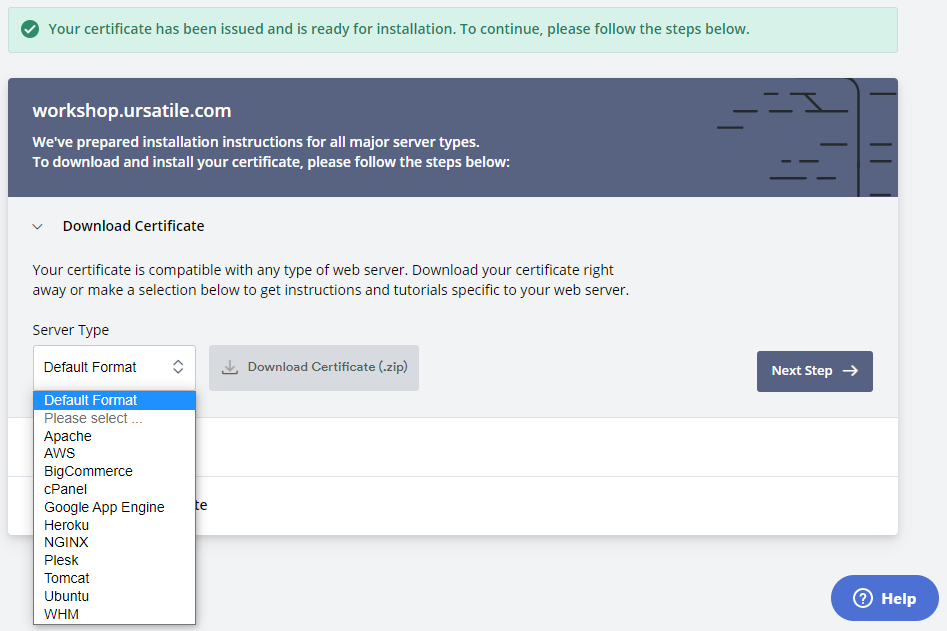 Your certificate has been issued and is ready for installation. To continue, please follow the steps below.
workshop.ursatile.com
We've prepared installation instructions for all major server types.
To download and install your certificate, please follow the steps below:
Download Certificate
Your certificate is compatible with any type of web server. Download your certificate right
away or make a selection below to get instructions and tutorials specific to your web server.
Server Type
Default Format
Download Certificate (.zip)
Next Step
Default Format
Please select ...
Apache
AWS
BigCommerce
cPanel
Google App Engine
te
Heroku
NGINX
Plesk
Tomcat
Ubuntu
WHM
Help